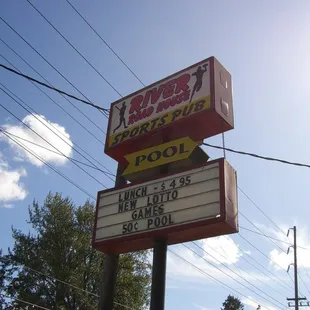 RIVER
ROAD HOUSE
SPORTS PUB
POOL
LUNCH - $4.95
NEW LOTTO
GAMES
50¢ POOL